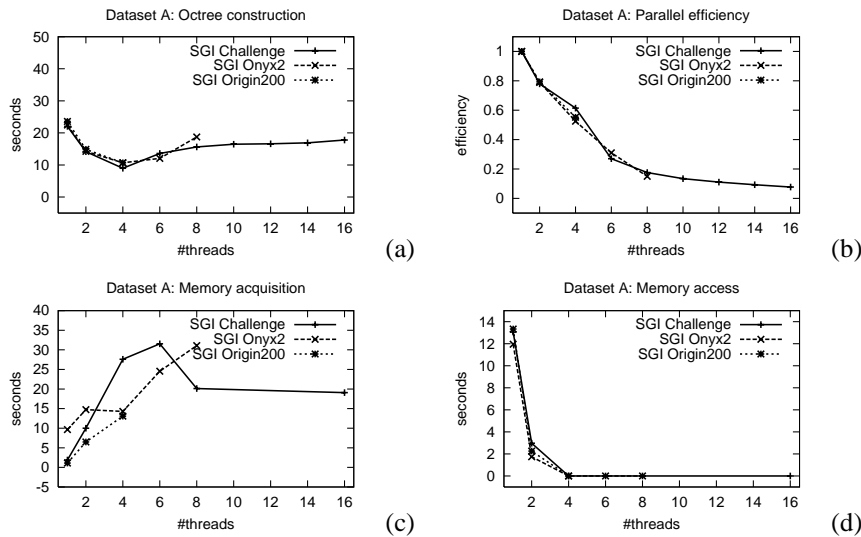 Dataset A: Octree construction
50
40
30
20
10
0
seconds
SGI Challenge
SGI Onyx2
SGI Origin200
2 4 6 8 10 12 14 16
#threads
(a)
Dataset A: Parallel efficiency
1
0.8
0.6
0.4
0.2
0
efficiency
SGI Challenge
SGI Onyx2
SGI Origin200
2 4 6 8 10 12 14 16
#threads
(b)
Dataset A: Memory acquisition
40
35
30
25
20
15
10
5
0
-5
seconds
SGI Challenge
SGI Onyx2
SGI Origin200
2 4 6 8 10 12 14 16
#threads
(c)
Dataset A: Memory access
14
12
10
8
6
4
2
0
seconds
SGI Challenge
SGI Onyx2
SGI Origin200
2 4 6 8 10 12 14 16
#threads
(d)